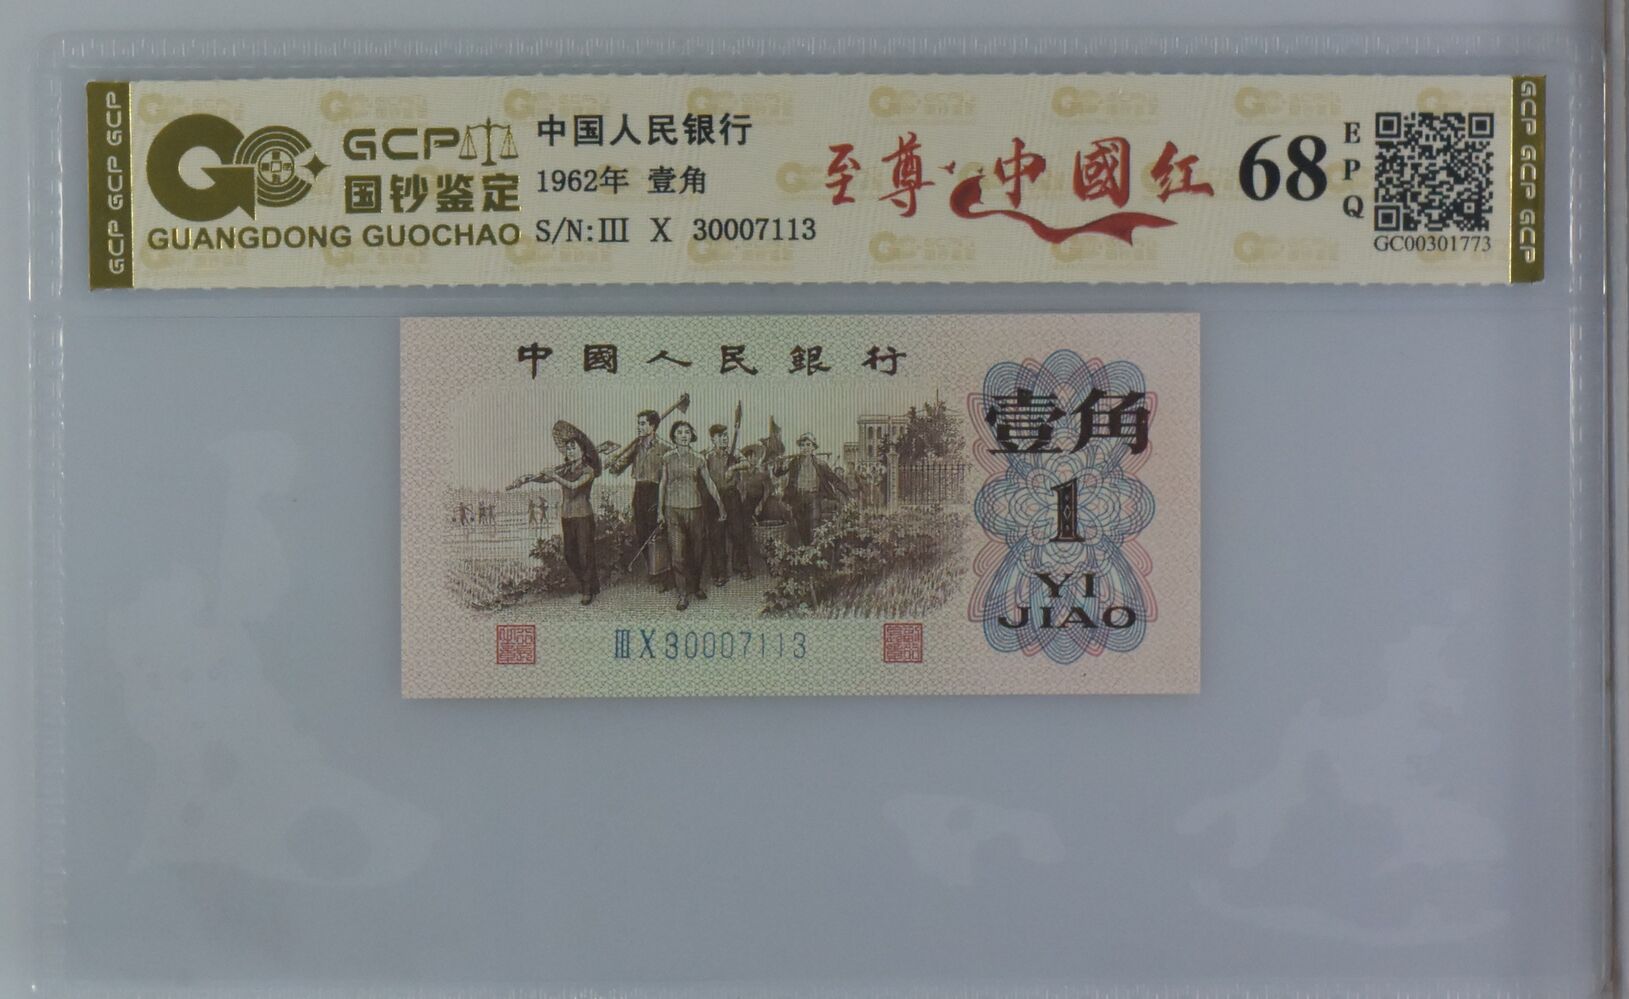 GCP GCP GCP
GCP
国钞鉴定
GUANGDONG GUOCHAO
中国人民银行
1962年 壹角
S/N:Ⅲ X 30007113
至尊·中國红
68
EPQ
GC00301773
GCP GCP GCP
中國人民銀行
壹角
1
YI
JIAO
ⅢX30007113